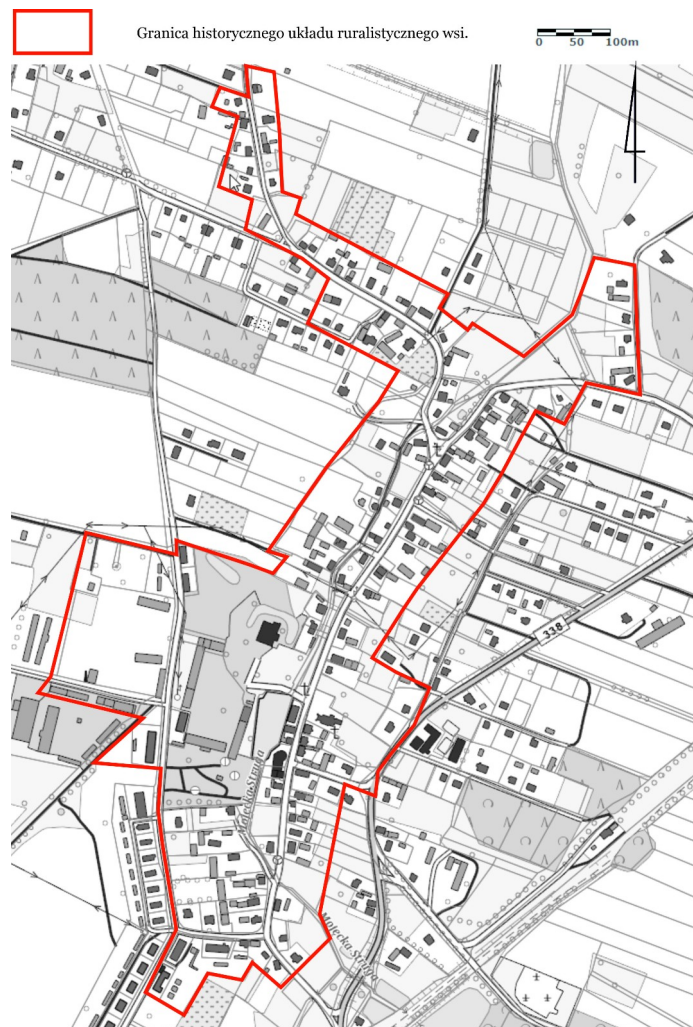 Granica historycznego układu ruralistycznego wsi.
0 50 100m
338
Małecka Struga
Małecka Struga